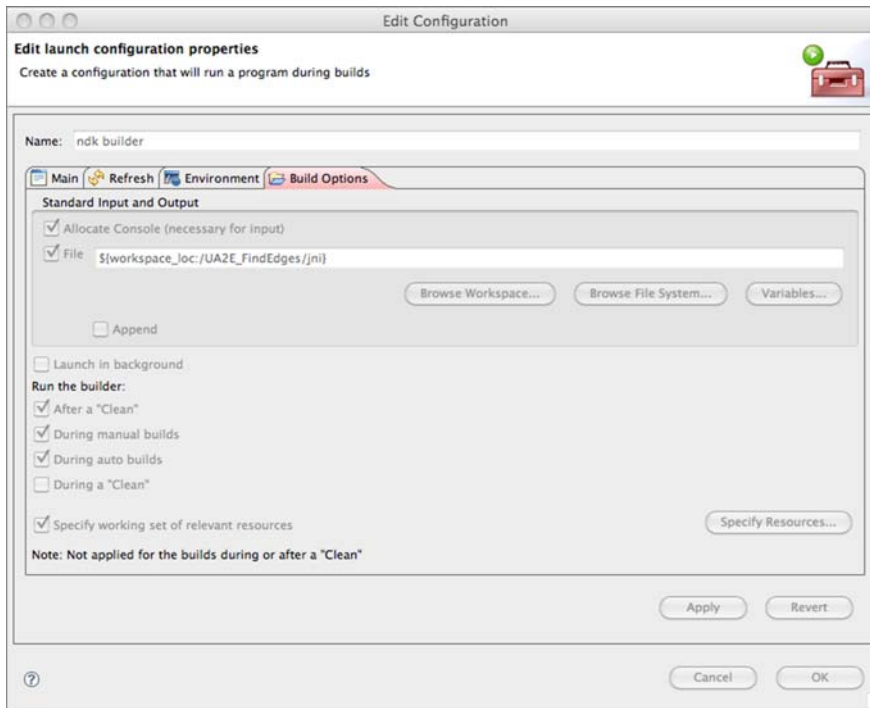 Edit Configuration
Edit launch configuration properties
Create a configuration that will run a program during builds
Name: ndk builder
Main Refresh Environment Build Options
Standard Input and Output
Allocate Console (necessary for input)
File ${workspace_loc:/UA2E_FindEdges/jni}
Browse Workspace... Browse File System... Variables...
Append
Launch in background
Run the builder:
After a "Clean"
During manual builds
During auto builds
During a "Clean"
Specify working set of relevant resources Specify Resources...
Note: Not applied for the builds during or after a "Clean"
Apply Revert
? Cancel OK